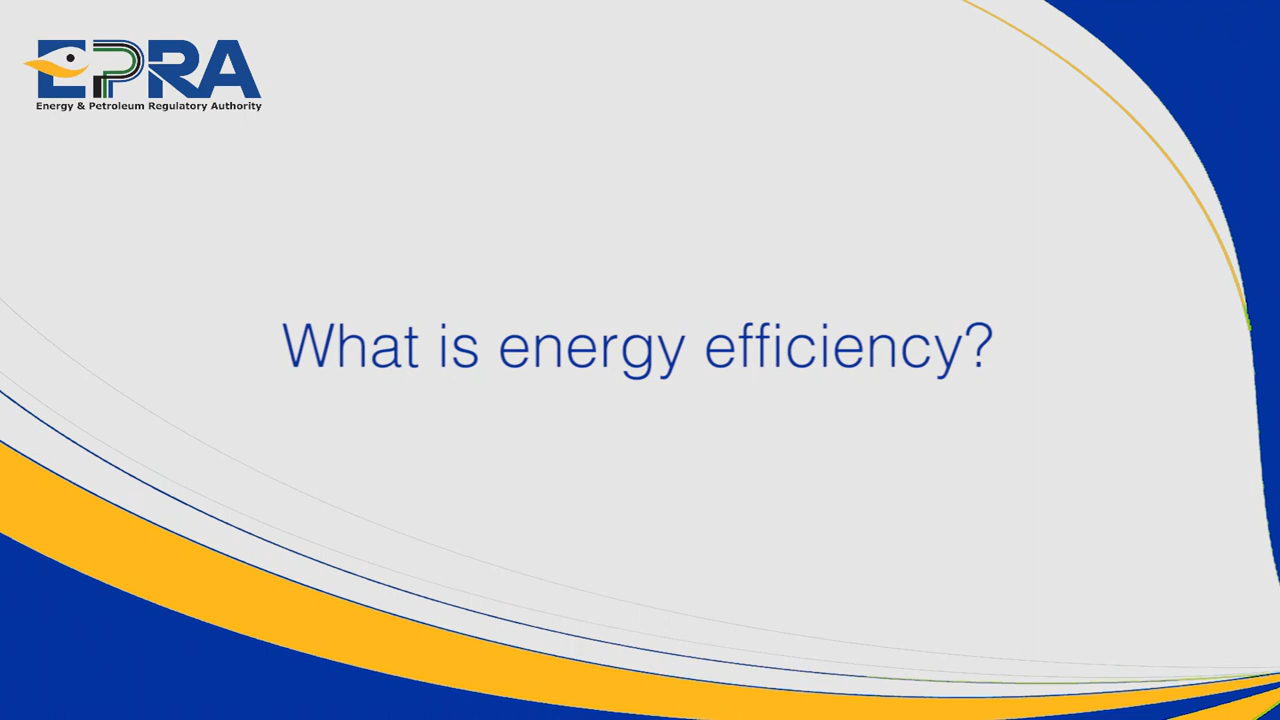 EPRA
Energy & Petroleum Regulatory Authority
What is energy efficiency?